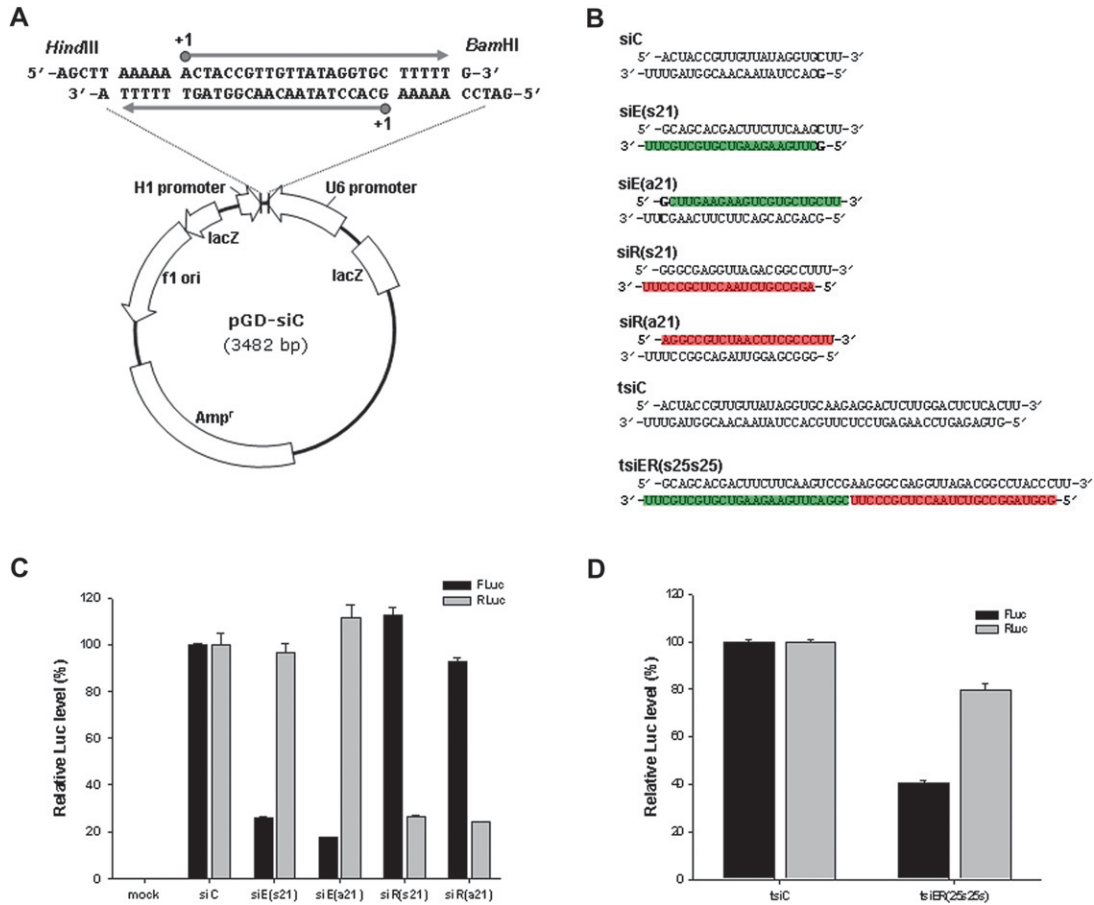 A
HindIII +1 BamHI
5′-AGCTT AAAAA ACTACCGTTGTTATAGGTGC TTTTT G-3′
3′-A TTTTT TGATGGCAACAATATCCACG AAAAA CCTAG-5′
+1
H1 promoter
U6 promoter
lacZ
lacZ
f1 ori
pGD-siC
(3482 bp)
Ampr
B
siC
5′-ACUACCGUUGUUAUAGGUGCUU-3′
3′-UUUGAUGGCAACAAUAUCCACG-5′
siE(s21)
5′-GCAGCACGACUUCUUCAAGCUU-3′
3′-UUCGUCGUGCUGAAGAAGUUCG-5′
siE(a21)
5′-GCUUGAAGAAGUCGUGCUGCUU-3′
3′-UUCGAACUUCUUCAGCACGACG-5′
siR(s21)
5′-GGGCGAGGUUAGACGGCCUUU-3′
3′-UUCCCGCUCCAAUCUGCCGGA-5′
siR(a21)
5′-AGGCCGUCUAACCUCGCCCUU-3′
3′-UUUCCGGCAGAUUGGAGCGGG-5′
tsiC
5′-ACUACCGUUGUUAUAGGUGCAAGAGGACUCUUGGACUCUCACUU-3′
3′-UUUGAUGGCAACAAUAUCCACGUUCUCCUGAGAACCUGAGAGUG-5′
tsiER(s25s25)
5′-GCAGCACGACUUCUUCAAGUCCGAAGGGCGAGGUUAGACGGCCUACCCUU-3′
3′-UUCGUCGUGCUGAAGAAGUUCAGGCUUCCCGCUCCAAUCUGCCGGAUGGG-5′
C
FLuc
RLuc
Relative Luc level (%)
120
100
80
60
40
20
0
mock siC siE(s21) siE(a21) siR(s21) siR(a21)
D
FLuc
RLuc
Relative Luc level (%)
120
100
80
60
40
20
0
tsiC tsiER(25s25s)